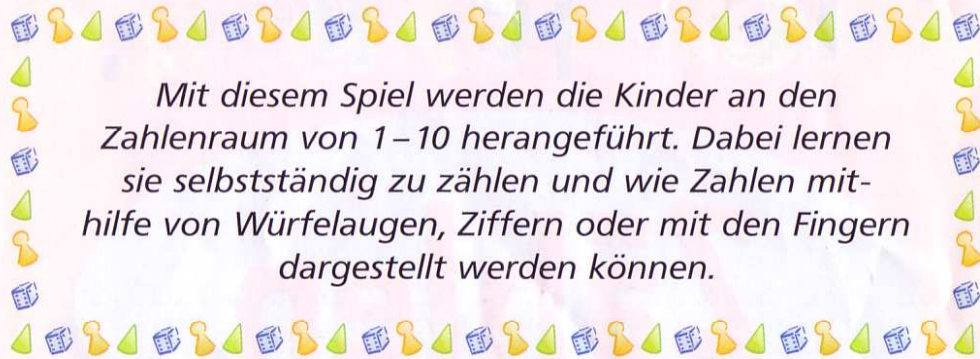 Mit diesem Spiel werden die Kinder an den
Zahlenraum von 1–10 herangeführt. Dabei lernen
sie selbstständig zu zählen und wie Zahlen mit-
hilfe von Würfelaugen, Ziffern oder mit den Fingern
dargestellt werden können.